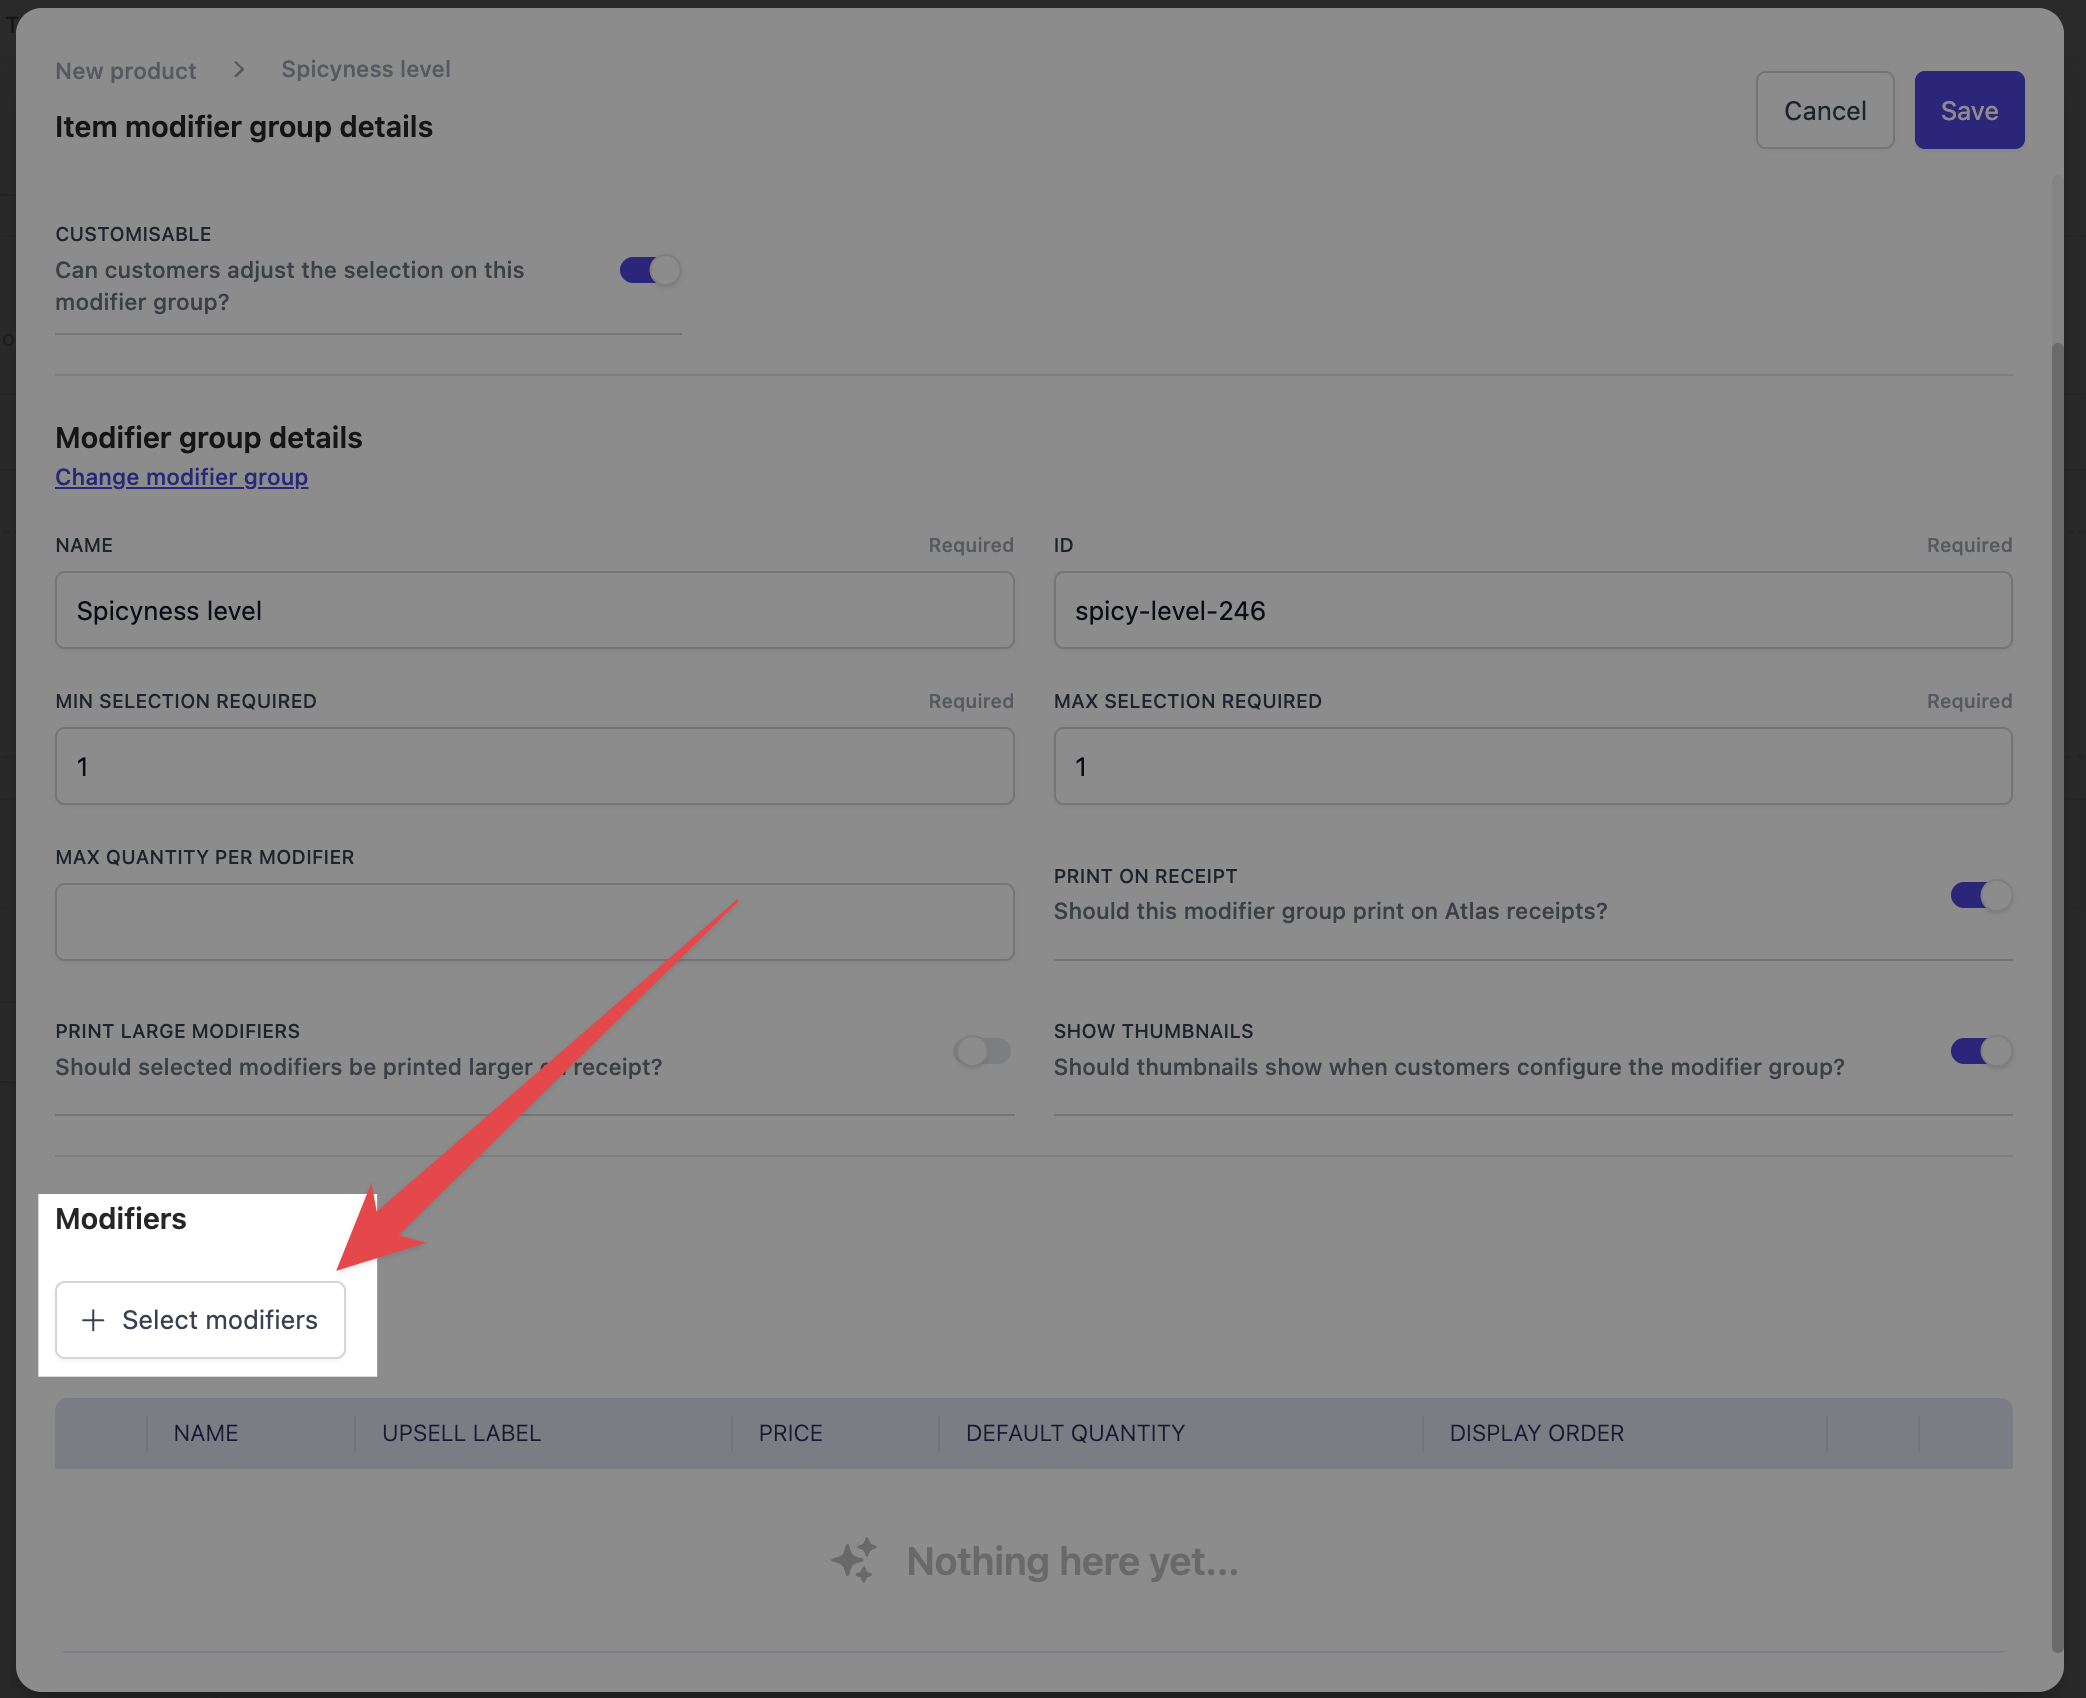 New product > Spicyness level
Item modifier group details
Cancel
Save
CUSTOMISABLE
Can customers adjust the selection on this
modifier group?
Modifier group details
Change modifier group
NAME
Required
ID
Required
Spicyness level
spicy-level-246
MIN SELECTION REQUIRED
Required
MAX SELECTION REQUIRED
Required
1
1
MAX QUANTITY PER MODIFIER
PRINT ON RECEIPT
Should this modifier group print on Atlas receipts?
PRINT LARGE MODIFIERS
Should selected modifiers be printed larger receipt?
SHOW THUMBNAILS
Should thumbnails show when customers configure the modifier group?
Modifiers
+ Select modifiers
NAME
UPSELL LABEL
PRICE
DEFAULT QUANTITY
DISPLAY ORDER
Nothing here yet...